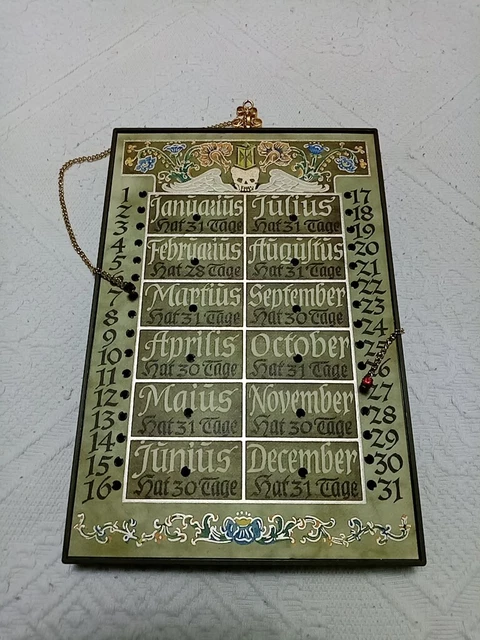 1
2
3
4
5
7
8
9
10
11
12
13
14
15
16
Januarius
Hat 31 Tage
Februarius
Hat 28 Tage
Martius
Hat 31 Tage
Aprilis
Hat 30 Tage
Maius
Hat 31 Tage
Junius
Hat 30 Tage
Julius
Hat 31 Tage
Augustus
Hat 31 Tage
September
Hat 30 Tage
October
Hat 31 Tage
November
Hat 30 Tage
December
Hat 31 Tage
17
18
19
20
21
22
23
24
27
28
29
30
31